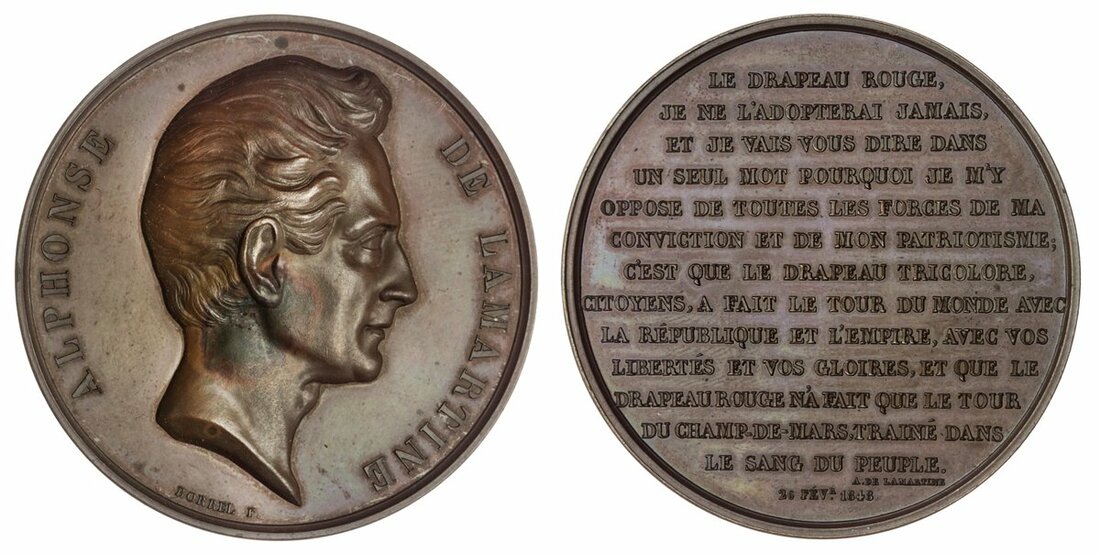 ALPHONSE DE LAMARTINE
BORREL F.
LE DRAPEAU ROUGE,
JE NE L'ADOPTERAI JAMAIS,
ET JE VAIS VOUS DIRE DANS
UN SEUL MOT POURQUOI JE M'Y
OPPOSE DE TOUTES LES FORCES DE MA
CONVICTION ET DE MON PATRIOTISME;
C'EST QUE LE DRAPEAU TRICOLORE,
CITOYENS, A FAIT LE TOUR DU MONDE AVEC
LA RÉPUBLIQUE ET L'EMPIRE, AVEC VOS
LIBERTÉS ET VOS GLOIRES, ET QUE LE
DRAPEAU ROUGE N'A FAIT QUE LE TOUR
DU CHAMP-DE-MARS, TRAINÉ DANS
LE SANG DU PEUPLE.
A. DE LAMARTINE
26 FÉV.R 1848